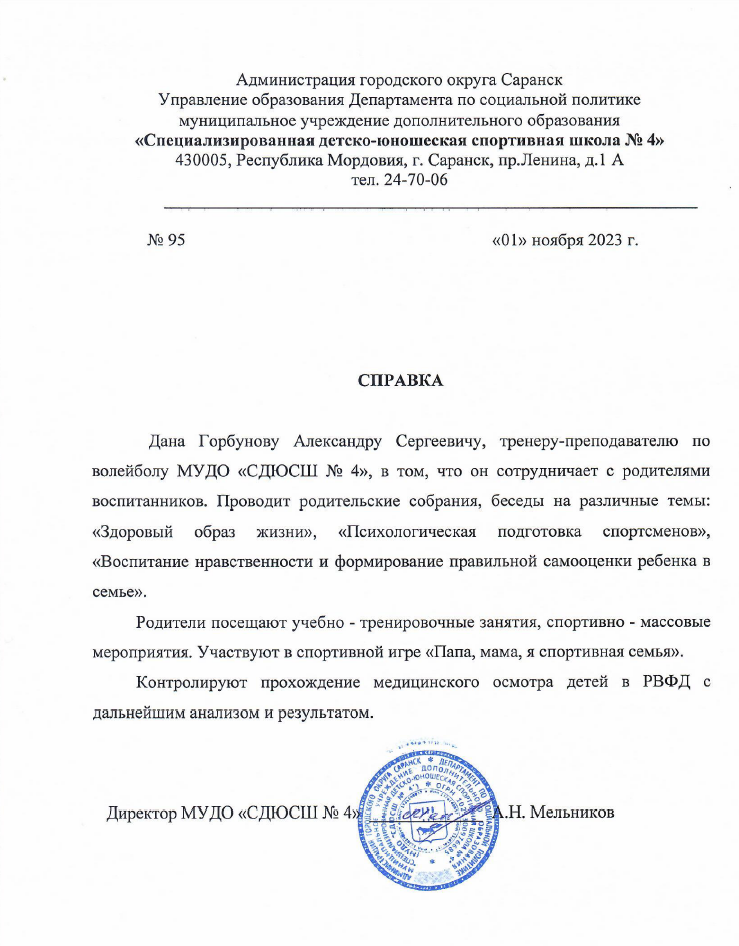 Администрация городского округа Саранск
Управление образования Департамента по социальной политике
муниципальное учреждение дополнительного образования
«Специализированная детско-юношеская спортивная школа № 4»
430005, Республика Мордовия, г. Саранск, пр.Ленина, д.1 А
тел. 24-70-06
№ 95 «01» ноября 2023 г.
СПРАВКА
Дана Горбунову Александру Сергеевичу, тренеру-преподавателю по
волейболу МУДО «СДЮСШ № 4», в том, что он сотрудничает с родителями
воспитанников. Проводит родительские собрания, беседы на различные темы:
«Здоровый образ жизни», «Психологическая подготовка спортсменов»,
«Воспитание нравственности и формирование правильной самооценки ребенка в
семье».
Родители посещают учебно - тренировочные занятия, спортивно - массовые
мероприятия. Участвуют в спортивной игре «Папа, мама, я спортивная семья».
Контролируют прохождение медицинского осмотра детей в РВФД с
дальнейшим анализом и результатом.
Директор МУДО «СДЮСШ № 4» А.Н. Мельников